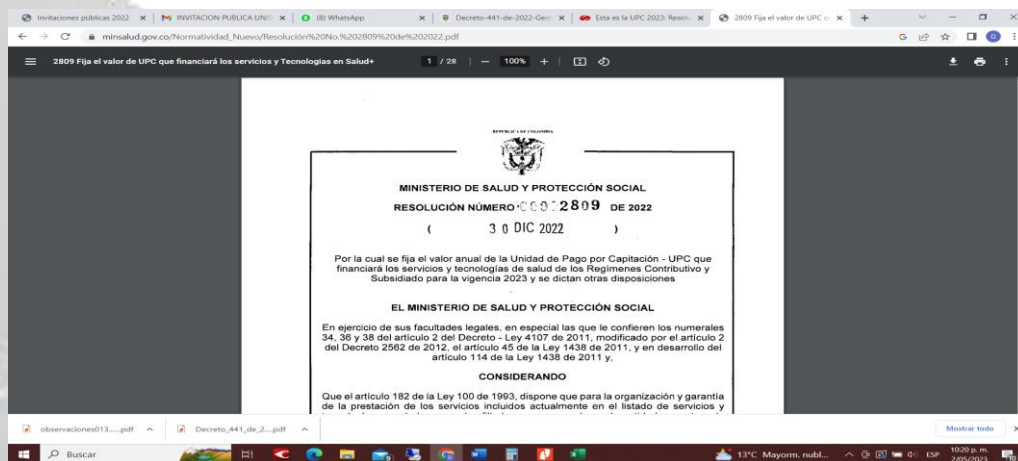 Invitaciones públicas 2022
INVITACION PUBLICA UNI
(8) WhatsApp
Decreto-441-de-2022-Gest
Esta es la UPC 2023: Resolu
2809 Fija el valor de UPC q
minsalud.gov.co/Normatividad_Nuevo/Resolución%20No.%202809%20de%202022.pdf
2809 Fija el valor de UPC que financiará los servicios y Tecnologias en Salud+
1 / 28
100%
REPÚBLICA DE COLOMBIA
MINISTERIO DE SALUD Y PROTECCIÓN SOCIAL
RESOLUCIÓN NÚMERO 2809 DE 2022
( 30 DIC 2022 )
Por la cual se fija el valor anual de la Unidad de Pago por Capitación - UPC que
financiará los servicios y tecnologías de salud de los Regímenes Contributivo y
Subsidiado para la vigencia 2023 y se dictan otras disposiciones
EL MINISTERIO DE SALUD Y PROTECCIÓN SOCIAL
En ejercicio de sus facultades legales, en especial las que le confieren los numerales
34, 36 y 38 del artículo 2 del Decreto - Ley 4107 de 2011, modificado por el artículo 2
del Decreto 2562 de 2012, el artículo 45 de la Ley 1438 de 2011, y en desarrollo del
artículo 114 de la Ley 1438 de 2011 y,
CONSIDERANDO
Que el artículo 182 de la Ley 100 de 1993, dispone que para la organización y garantía
de la prestación de los servicios incluidos actualmente en el listado de servicios y
observaciones013......pdf
Decreto_441_de_2....pdf
Mostrar todo
Buscar
13°C Mayorm. nubl...
ESP
10:20 p. m.
2/05/2023